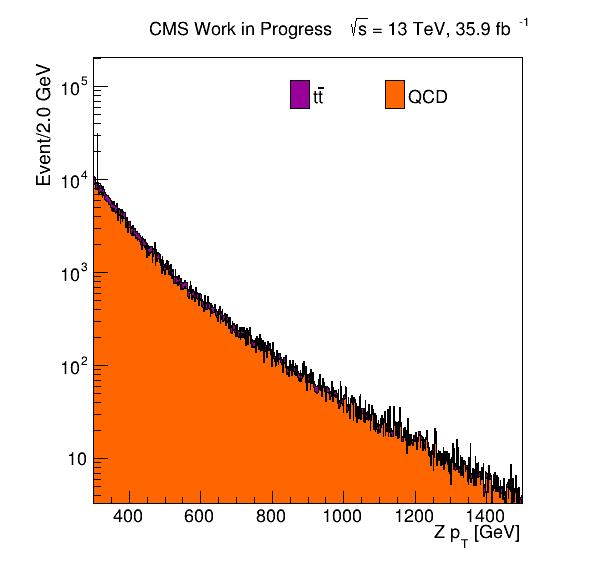 CMS Work in Progress √s = 13 TeV, 35.9 fb⁻¹
Event/2.0 GeV
tt̄ QCD
10⁵
10⁴
10³
10²
10
400 600 800 1000 1200 1400
Z p_T [GeV]